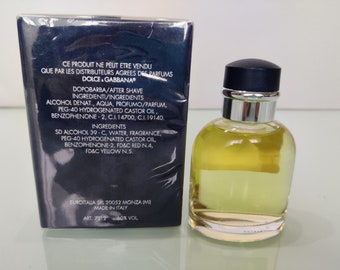 CE PRODUIT NE PEUT ETRE VENDU
QUE PAR LES DISTRIBUTEURS AGREES DES PARFUMS
DOLCE & GABBANA
DOPOBARBA/AFTER SHAVE
INGREDIENTI/INGREDIENTS
ALCOHOL DENAT., AQUA, PROFUMO/PARFUM,
PEG-40 HYDROGENATED CASTOR OIL,
BENZOPHENONE-2, C.I.14700, C.I.19140.
INGREDIENTS:
SD ALCOHOL 39-C, WATER, FRAGRANCE,
PEG-40 HYDROGENATED CASTOR OIL,
BENZOPHENONE-2, FD&C RED N.4,
FD&C YELLOW N.5.
EUROITALIA SRL 20052 MONZA (MI)
MADE IN ITALY
ART. % VOL.